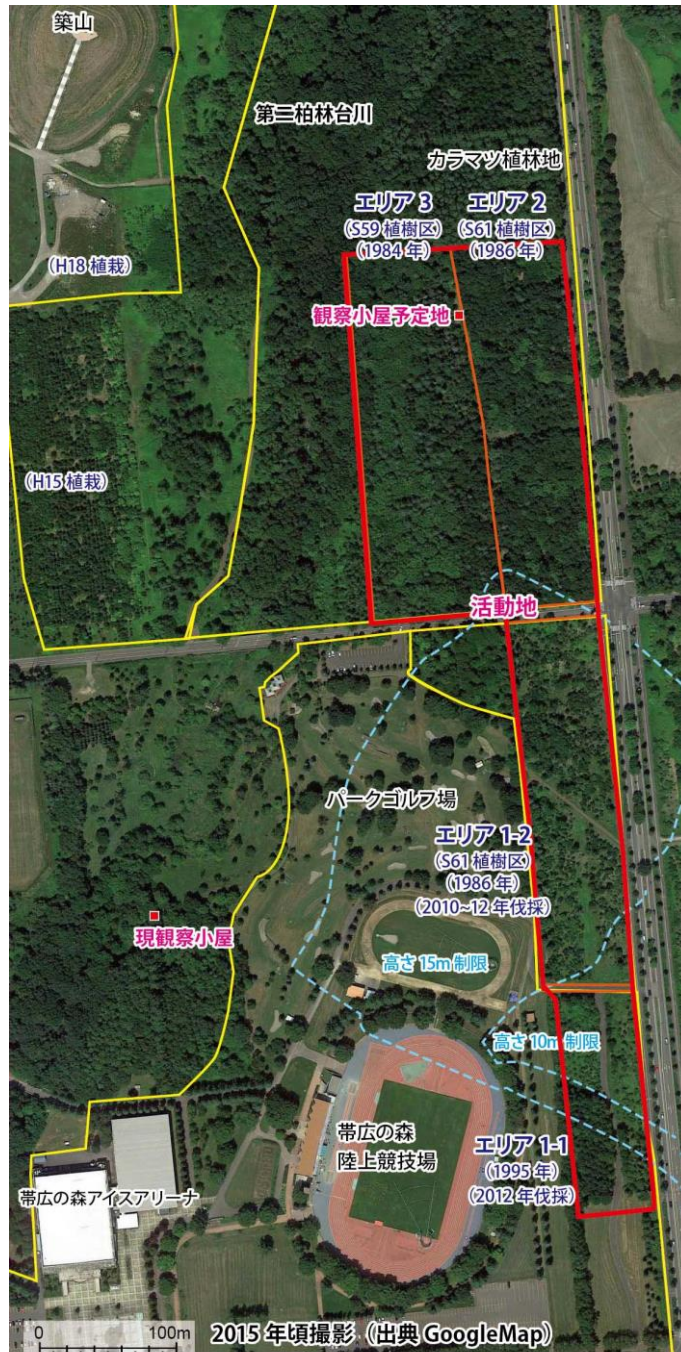 築山
第二柏林台川
カラマツ植林地
エリア 3
(S59 植樹区)
(1984 年)
エリア 2
(S61 植樹区)
(1986 年)
(H18 植栽)
観察小屋予定地
(H15 植栽)
活動地
パークゴルフ場
エリア 1-2
(S61 植樹区)
(1986 年)
(2010~12 年伐採)
現観察小屋
高さ 15m 制限
高さ 10m 制限
帯広の森
陸上競技場
エリア 1-1
(1995 年)
(2012 年伐採)
帯広の森アイスアリーナ
0 100m
2015 年頃撮影（出典 GoogleMap）